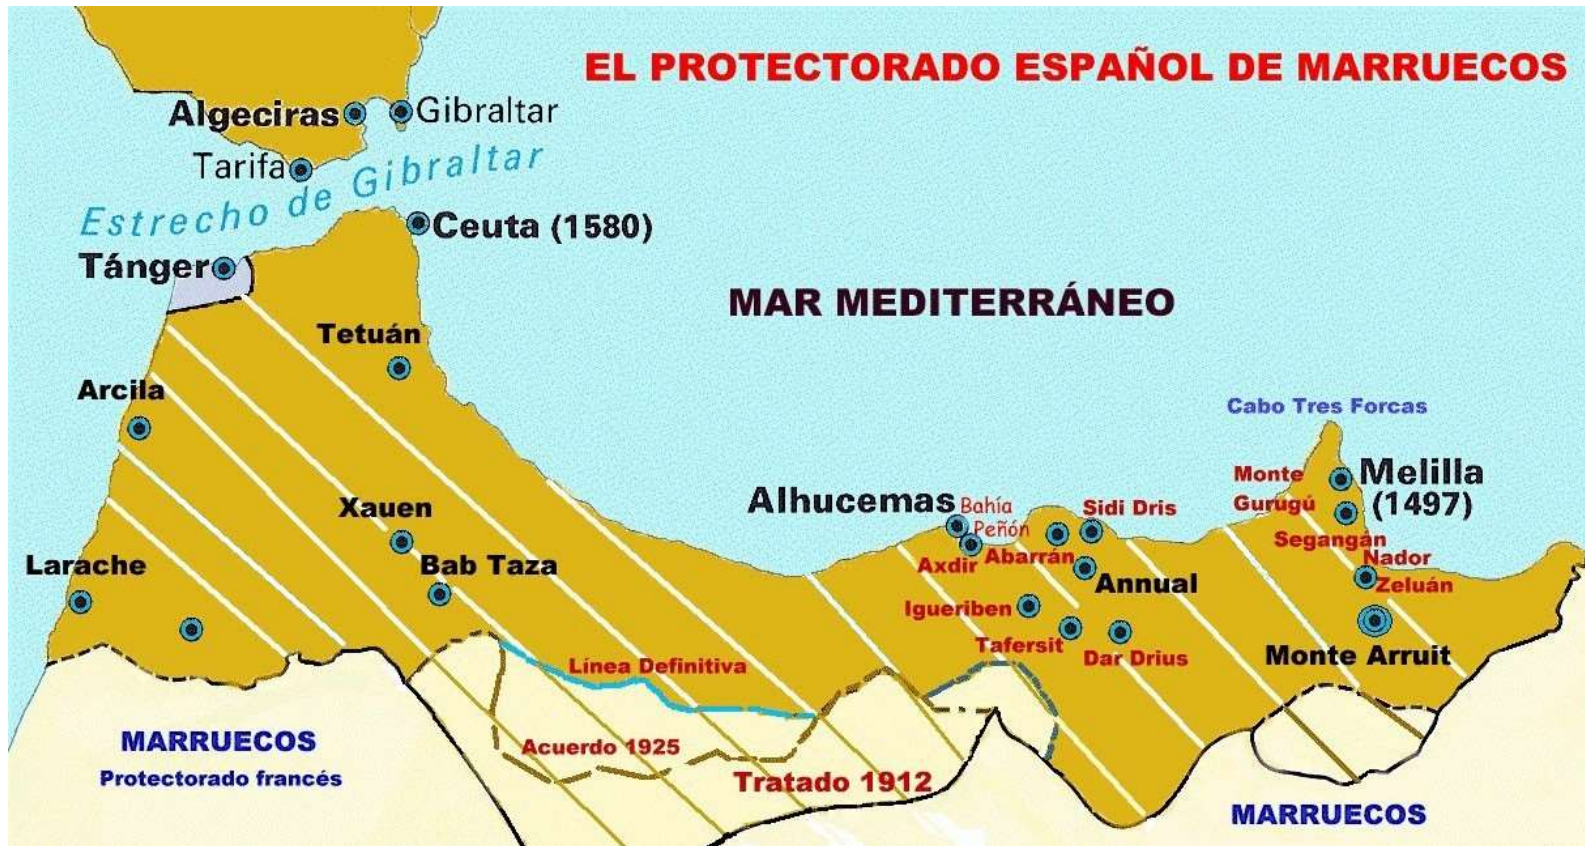 EL PROTECTORADO ESPAÑOL DE MARRUECOS
Algeciras
Gibraltar
Tarifa
Estrecho de Gibraltar
Ceuta (1580)
Tánger
MAR MEDITERRÁNEO
Tetuán
Arcila
Cabo Tres Forcas
Monte
Gurugú
Melilla
(1497)
Alhucemas
Bahía
Peñón
Sidi Dris
Xauen
Segangán
Nador
Axdir
Abarrán
Larache
Bab Taza
Annual
Zeluán
Igueriben
Tafersit
Dar Drius
Monte Arruit
Línea Definitiva
MARRUECOS
Protectorado francés
Acuerdo 1925
Tratado 1912
MARRUECOS